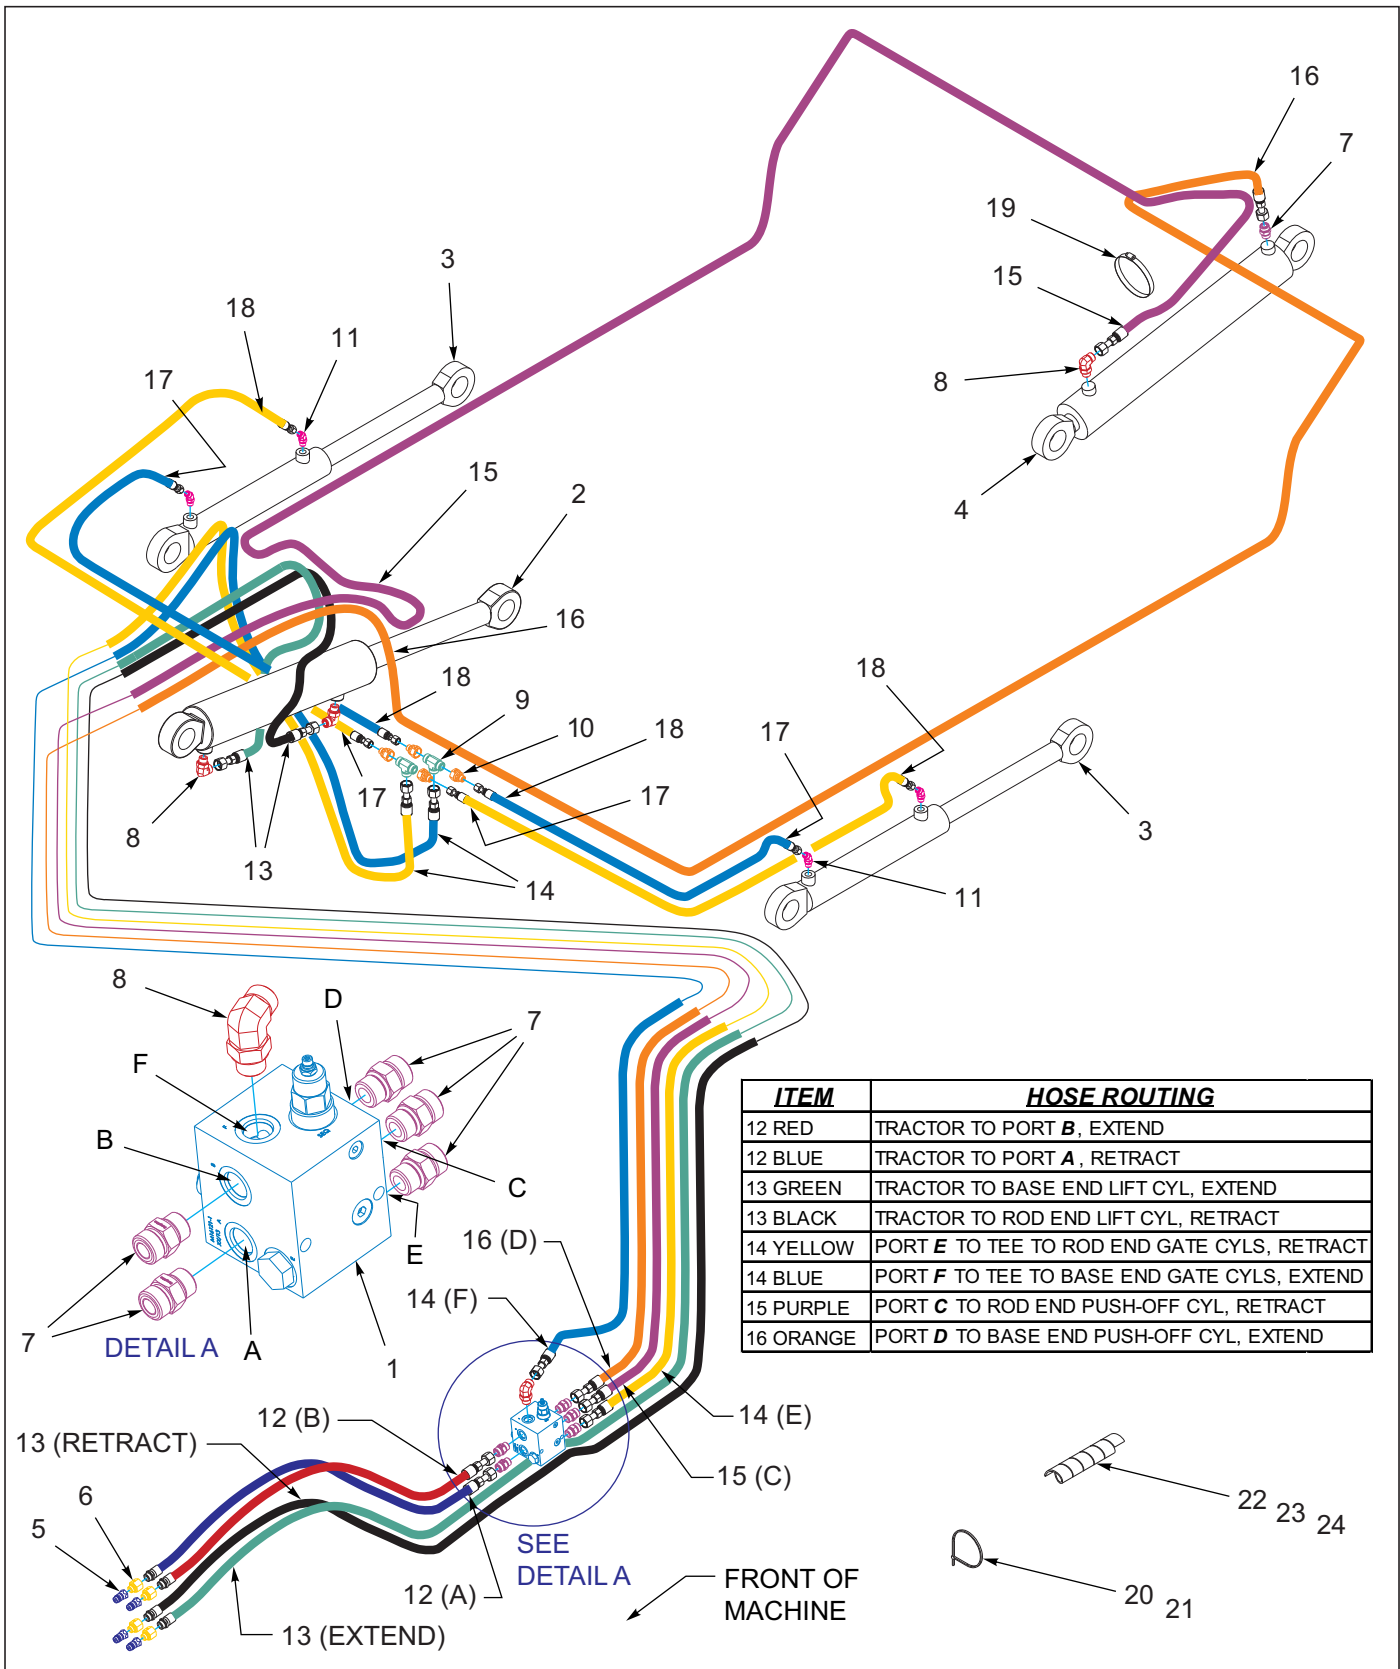 16
7
19
3
15
18
11
8
17
15
2
4
16
18
9
18
10
17
18
17
17
8
3
13
14
11
8
D
7
F
B
C
E
16 (D)
14 (F)
7
DETAIL A
A
1
ITEM HOSE ROUTING
12 RED TRACTOR TO PORT B, EXTEND
12 BLUE TRACTOR TO PORT A, RETRACT
13 GREEN TRACTOR TO BASE END LIFT CYL, EXTEND
13 BLACK TRACTOR TO ROD END LIFT CYL, RETRACT
14 YELLOW PORT E TO TEE TO ROD END GATE CYLS, RETRACT
14 BLUE PORT F TO TEE TO BASE END GATE CYLS, EXTEND
15 PURPLE PORT C TO ROD END PUSH-OFF CYL, RETRACT
16 ORANGE PORT D TO BASE END PUSH-OFF CYL, EXTEND
12 (B)
14 (E)
13 (RETRACT)
15 (C)
6
5
22 23 24
SEE
DETAIL A
12 (A)
FRONT OF
MACHINE
20 21
13 (EXTEND)